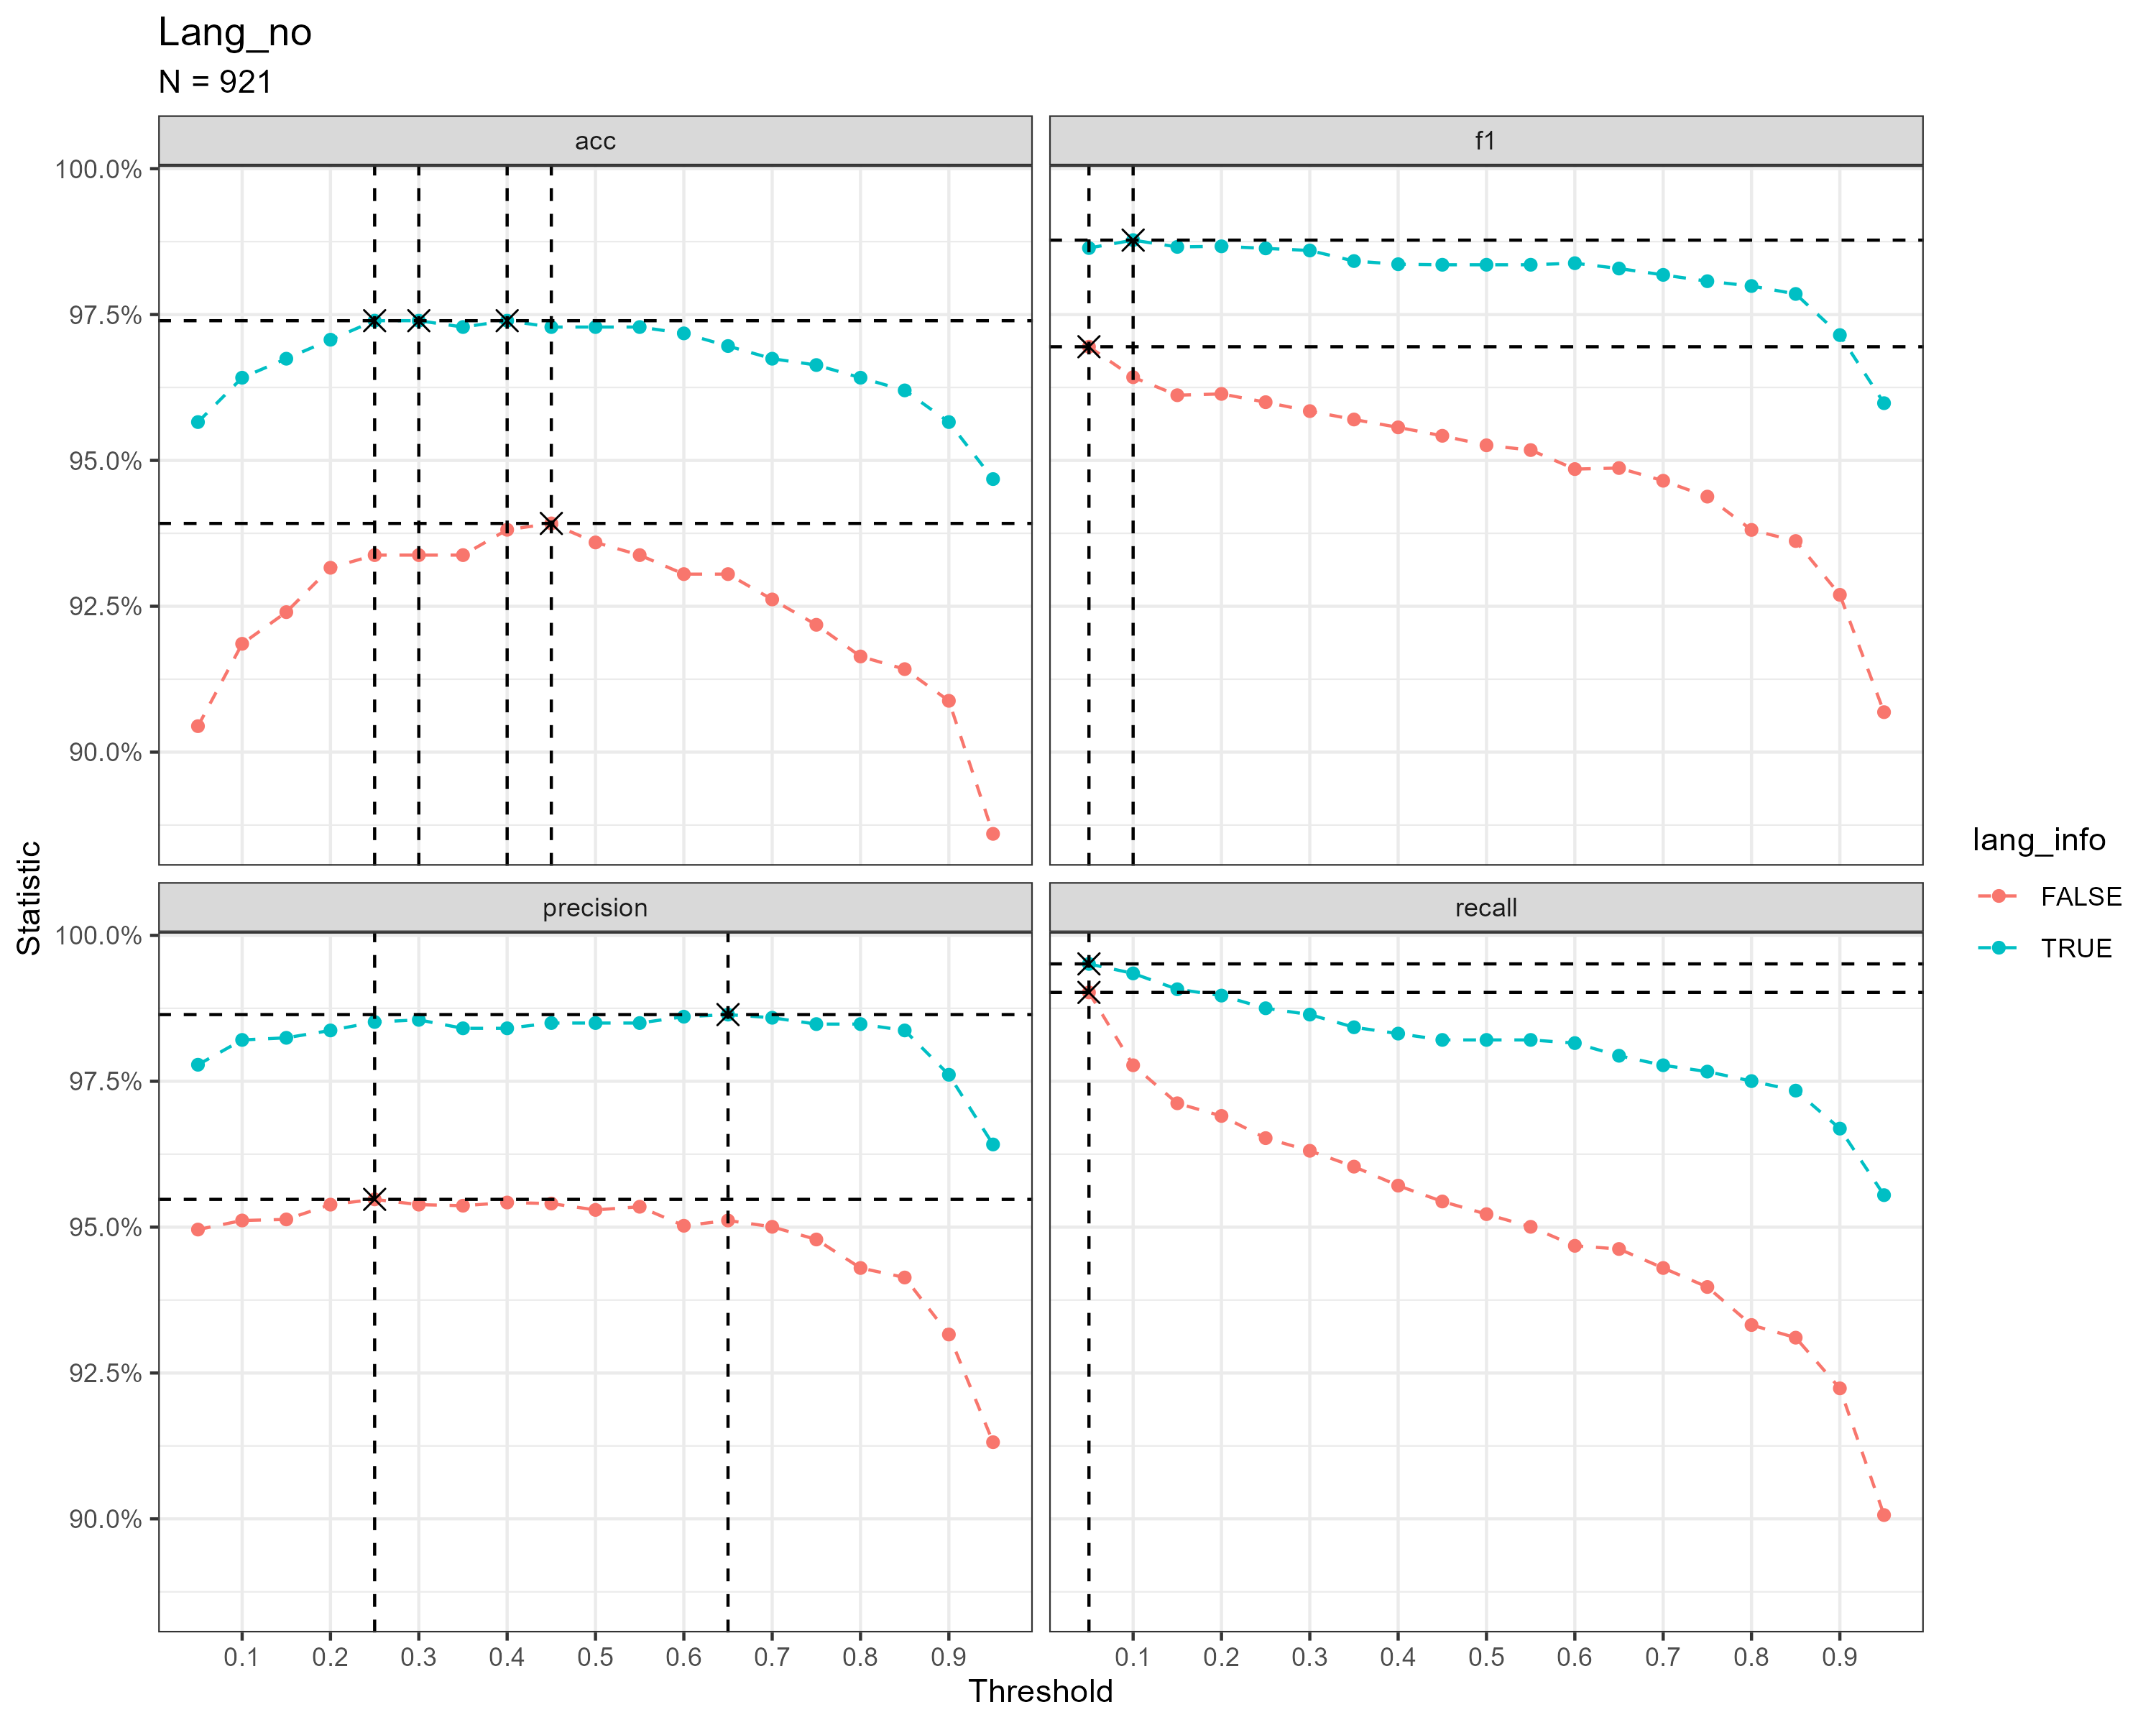 Lang_no
N = 921
acc
f1
100.0%
97.5%
95.0%
92.5%
90.0%
precision
recall
100.0%
97.5%
95.0%
92.5%
90.0%
0.1 0.2 0.3 0.4 0.5 0.6 0.7 0.8 0.9
0.1 0.2 0.3 0.4 0.5 0.6 0.7 0.8 0.9
Threshold
Statistic
lang_info
FALSE
TRUE